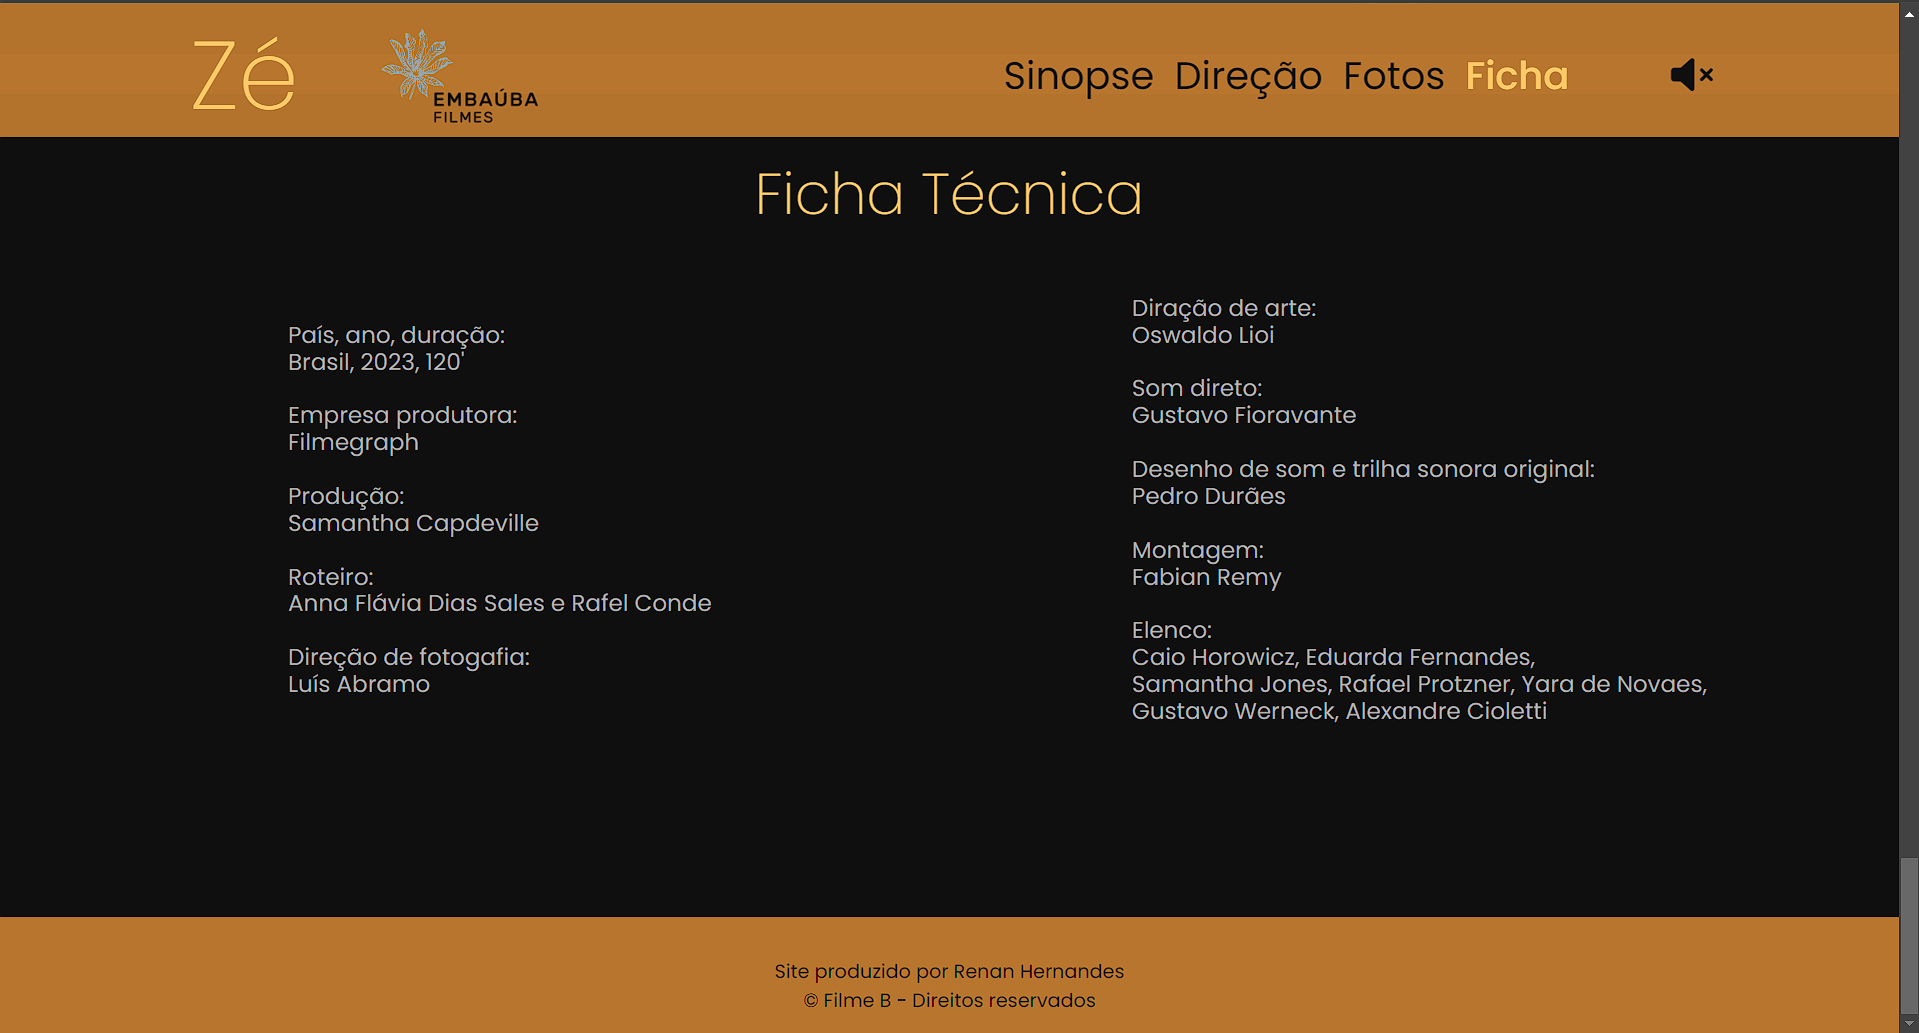 Zé
EMBAÚBA
FILMES
Sinopse Direção Fotos Ficha
Ficha Técnica
País, ano, duração:
Brasil, 2023, 120'
Empresa produtora:
Filmegraph
Produção:
Samantha Capdeville
Roteiro:
Anna Flávia Dias Sales e Rafel Conde
Direção de fotogafia:
Luís Abramo
Diração de arte:
Oswaldo Lioi
Som direto:
Gustavo Fioravante
Desenho de som e trilha sonora original:
Pedro Durães
Montagem:
Fabian Remy
Elenco:
Caio Horowicz, Eduarda Fernandes,
Samantha Jones, Rafael Protzner, Yara de Novaes,
Gustavo Werneck, Alexandre Cioletti
Site produzido por Renan Hernandes
© Filme B - Direitos reservados